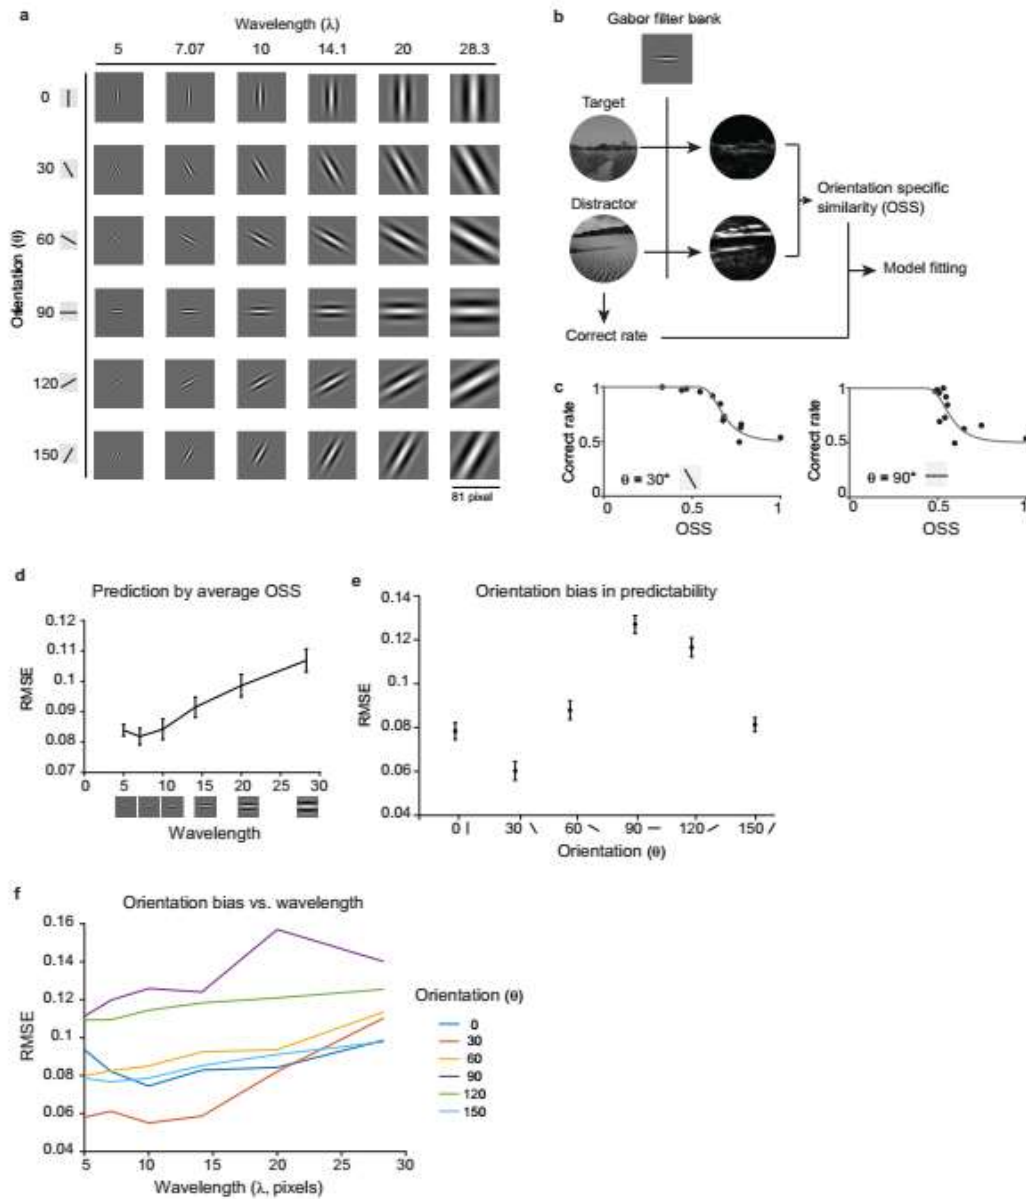 a
Wavelength (λ)
5 7.07 10 14.1 20 28.3
Orientation (θ)
0
30
60
90
120
150
81 pixel
b
Gabor filter bank
Target
Distractor
Orientation specific
similarity (OSS)
Model fitting
Correct rate
c
Correct rate
1
0.5
0
θ = 30°
0 0.5 1
OSS
Correct rate
1
0.5
0
θ = 90°
0 0.5 1
OSS
d
Prediction by average OSS
RMSE
0.12
0.11
0.1
0.09
0.08
0.07
0 5 10 15 20 25 30
Wavelength
e
Orientation bias in predictability
RMSE
0.14
0.12
0.1
0.08
0.06
0.04
0 30 60 90 120 150
Orientation (θ)
f
Orientation bias vs. wavelength
RMSE
0.16
0.14
0.12
0.1
0.08
0.06
0.04
5 10 15 20 25 30
Wavelength (λ, pixels)
Orientation (θ)
0
30
60
90
120
150